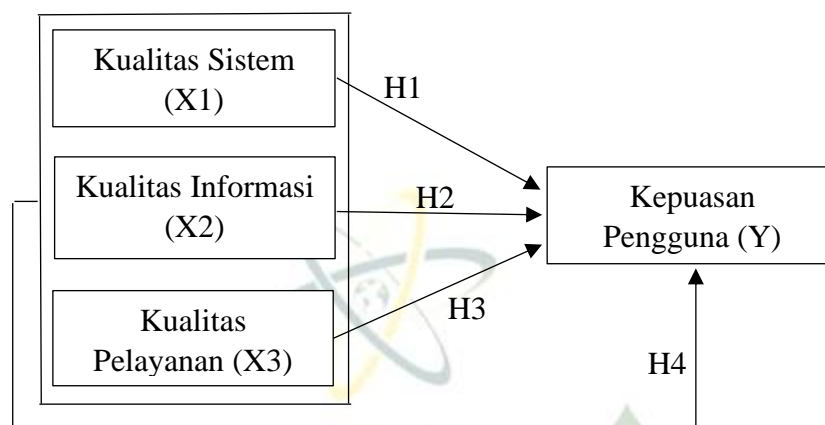 Kualitas Sistem
(X1)
H1
Kualitas Informasi
(X2)
H2
Kepuasan
Pengguna (Y)
Kualitas
Pelayanan (X3)
H3
H4